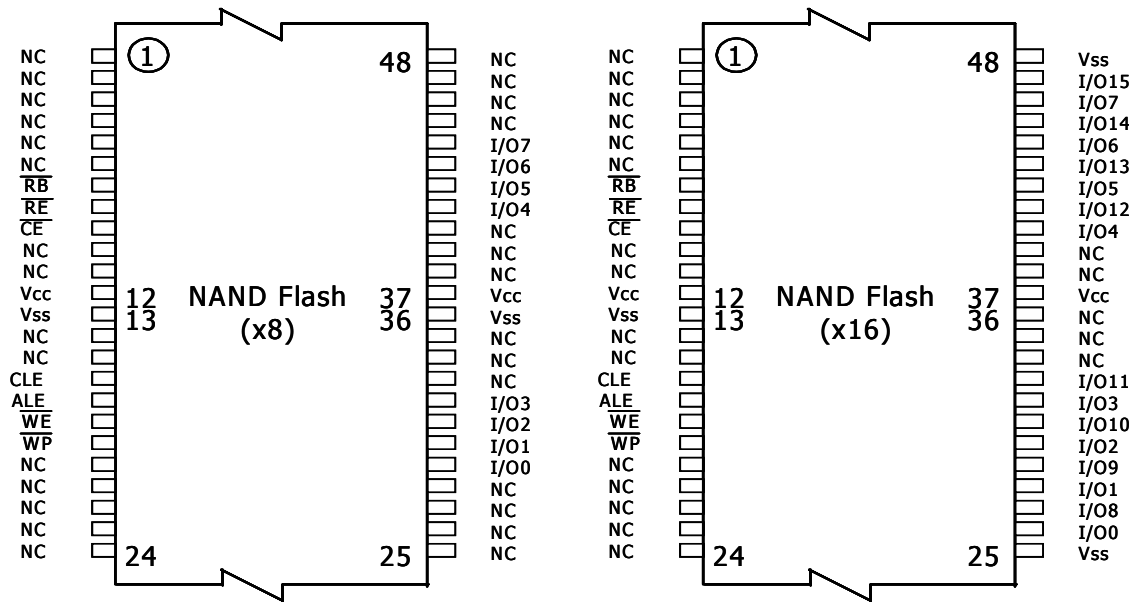 NC ① 48 NC
NC NC
NC NC
NC NC
NC I/O7
NC I/O6
RB I/O5
RE I/O4
CE NC
NC NC
NC NC
Vcc 12 NAND Flash 37 Vcc
Vss 13 (x8) 36 Vss
NC NC
NC NC
CLE NC
ALE I/O3
WE I/O2
WP I/O1
NC I/O0
NC NC
NC NC
NC NC
NC 24 25 NC
NC ① 48 Vss
NC I/O15
NC I/O7
NC I/O14
NC I/O6
NC I/O13
RB I/O5
RE I/O12
CE I/O4
NC NC
NC NC
Vcc 12 NAND Flash 37 Vcc
Vss 13 (x16) 36 NC
NC NC
NC NC
CLE I/O11
ALE I/O3
WE I/O10
WP I/O2
NC I/O9
NC I/O1
NC I/O8
NC I/O0
NC 24 25 Vss